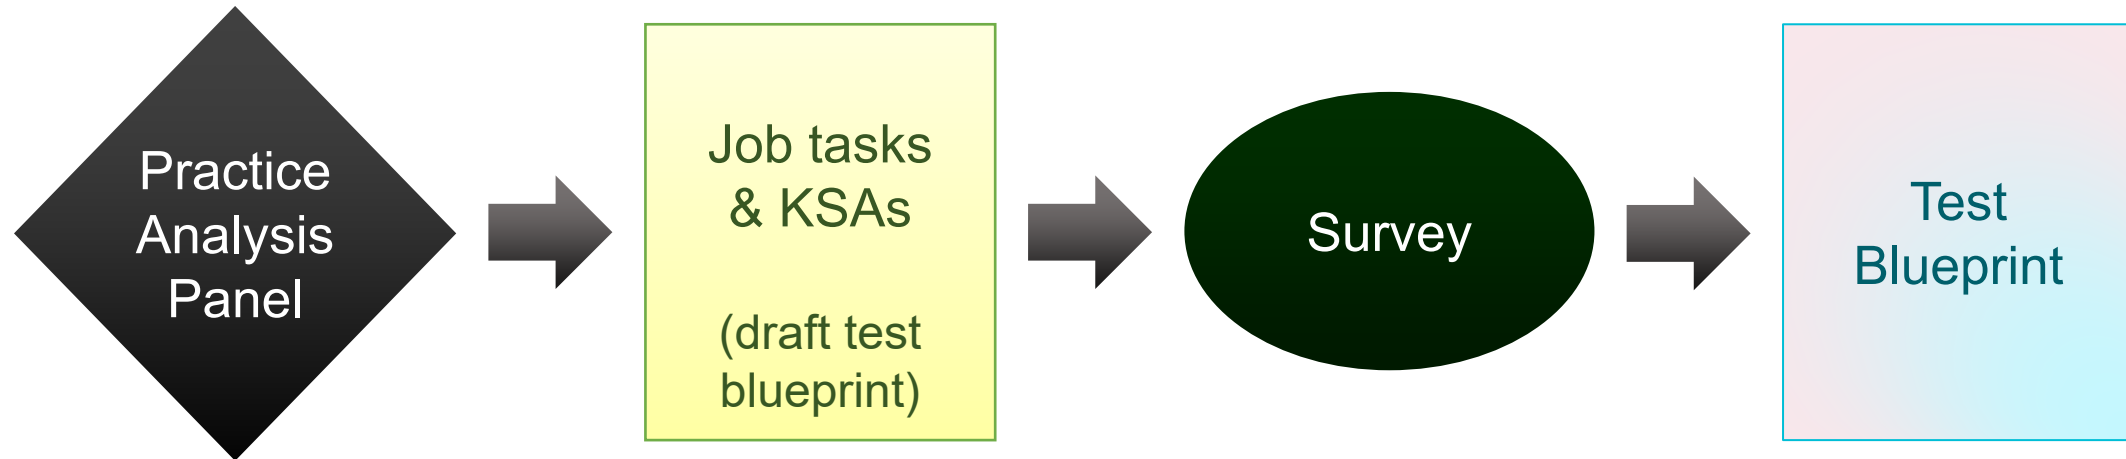 Practice
Analysis
Panel
Job tasks
& KSAs
(draft test
blueprint)
Survey
Test
Blueprint